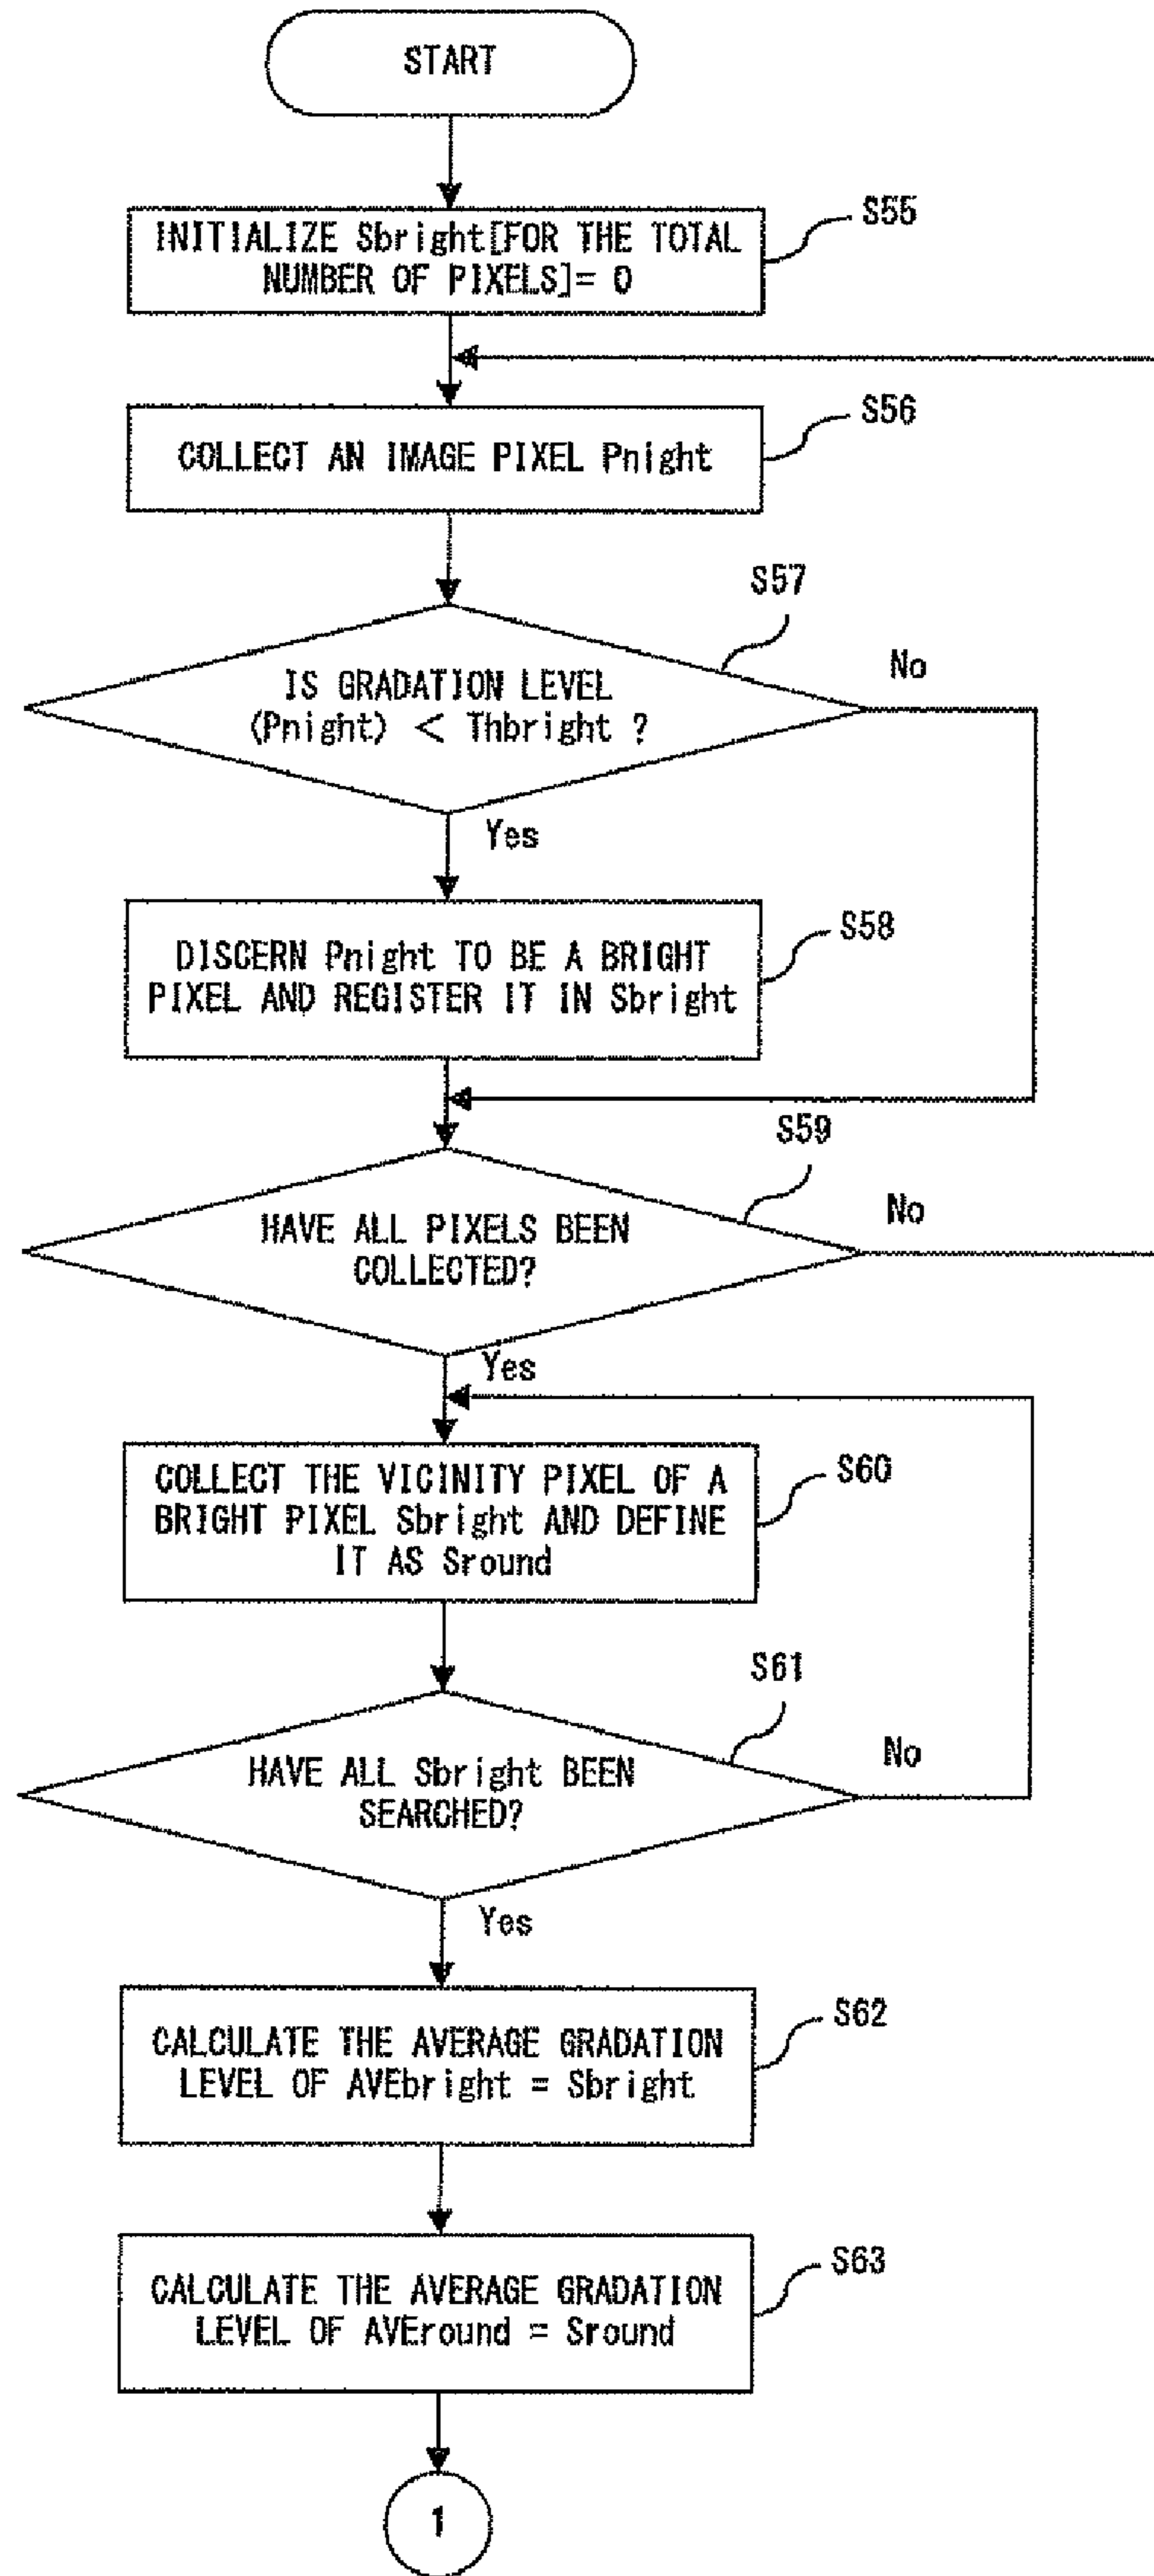 START
INITIALIZE Sbright[FOR THE TOTAL
NUMBER OF PIXELS]= 0
S55
COLLECT AN IMAGE PIXEL Pnight
S56
IS GRADATION LEVEL
(Pnight) < Thbright ?
S57
No
Yes
DISCERN Pnight TO BE A BRIGHT
PIXEL AND REGISTER IT IN Sbright
S58
HAVE ALL PIXELS BEEN
COLLECTED?
S59
No
Yes
COLLECT THE VICINITY PIXEL OF A
BRIGHT PIXEL Sbright AND DEFINE
IT AS Sround
S60
HAVE ALL Sbright BEEN
SEARCHED?
S61
No
Yes
CALCULATE THE AVERAGE GRADATION
LEVEL OF AVEbright = Sbright
S62
CALCULATE THE AVERAGE GRADATION
LEVEL OF AVEround = Sround
S63
1